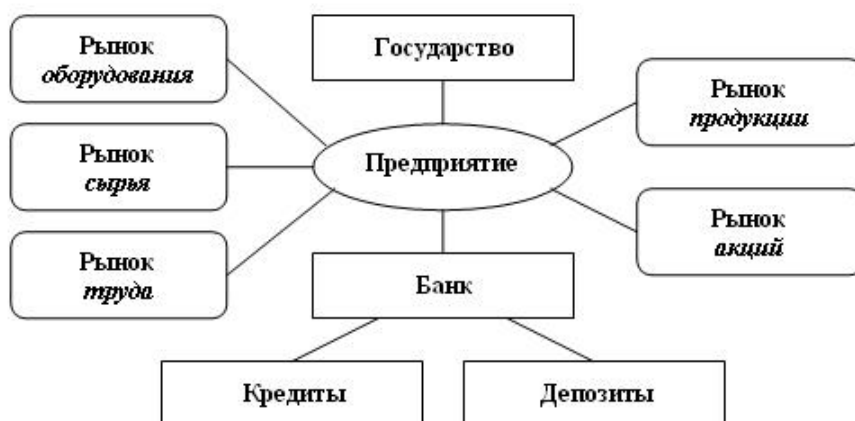 Рынок
оборудования
Государство
Рынок
продукции
Рынок
сырья
Предприятие
Рынок
акций
Рынок
труда
Банк
Кредиты
Депозиты